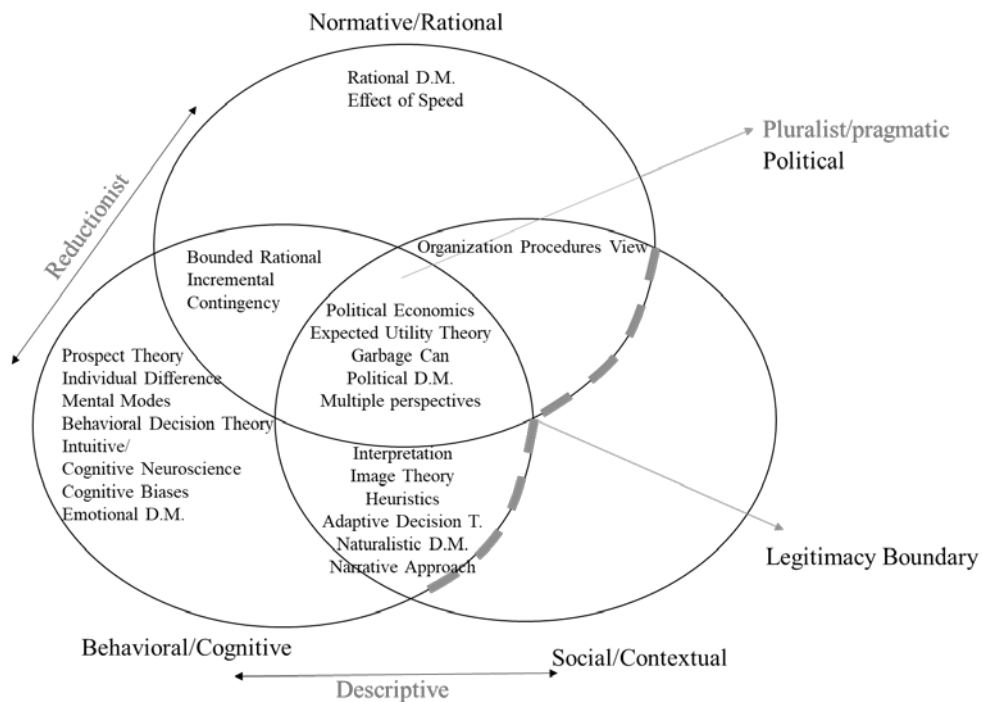 Normative/Rational
Rational D.M.
Effect of Speed
Pluralist/pragmatic
Political
Reductionist
Organization Procedures View
Bounded Rational
Incremental
Contingency
Political Economics
Expected Utility Theory
Garbage Can
Political D.M.
Multiple perspectives
Prospect Theory
Individual Difference
Mental Modes
Behavioral Decision Theory
Intuitive/
Cognitive Neuroscience
Cognitive Biases
Emotional D.M.
Interpretation
Image Theory
Heuristics
Adaptive Decision T.
Naturalistic D.M.
Narrative Approach
Legitimacy Boundary
Behavioral/Cognitive
Social/Contextual
Descriptive